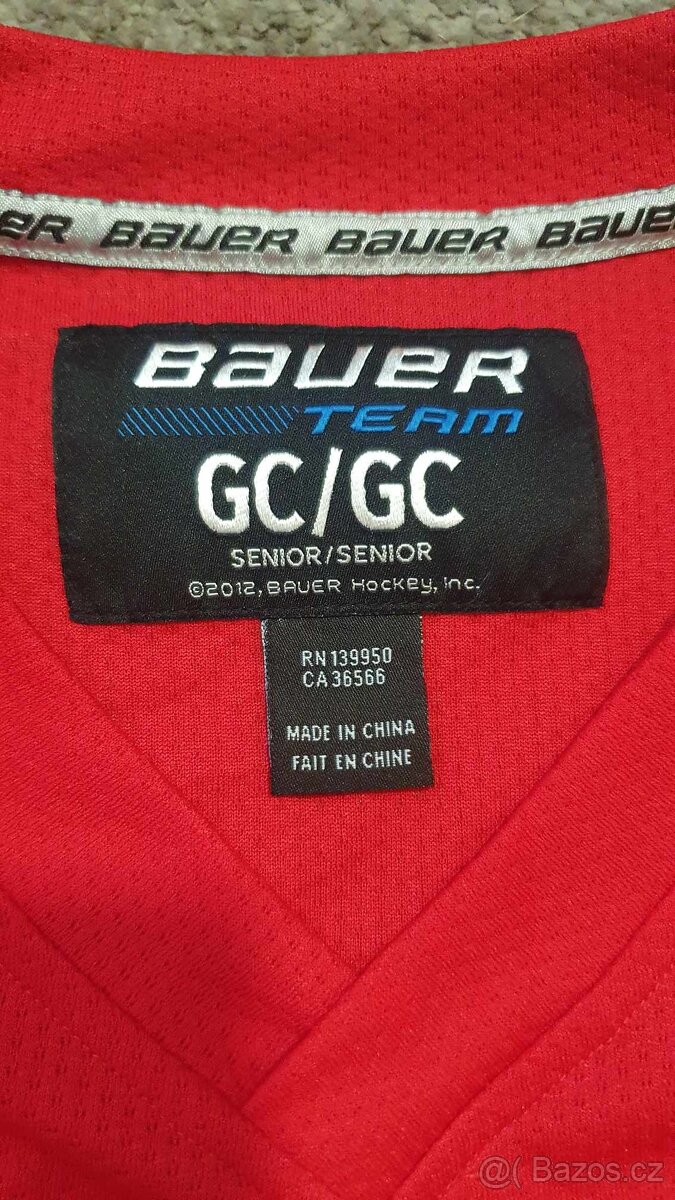 BAUER BAUER BAUER BAUE
BAUER
TEAM
GC/GC
SENIOR/SENIOR
©2012, BAUER Hockey, Inc.
RN 139950
CA 36566
MADE IN CHINA
FAIT EN CHINE
@ Bazos.cz